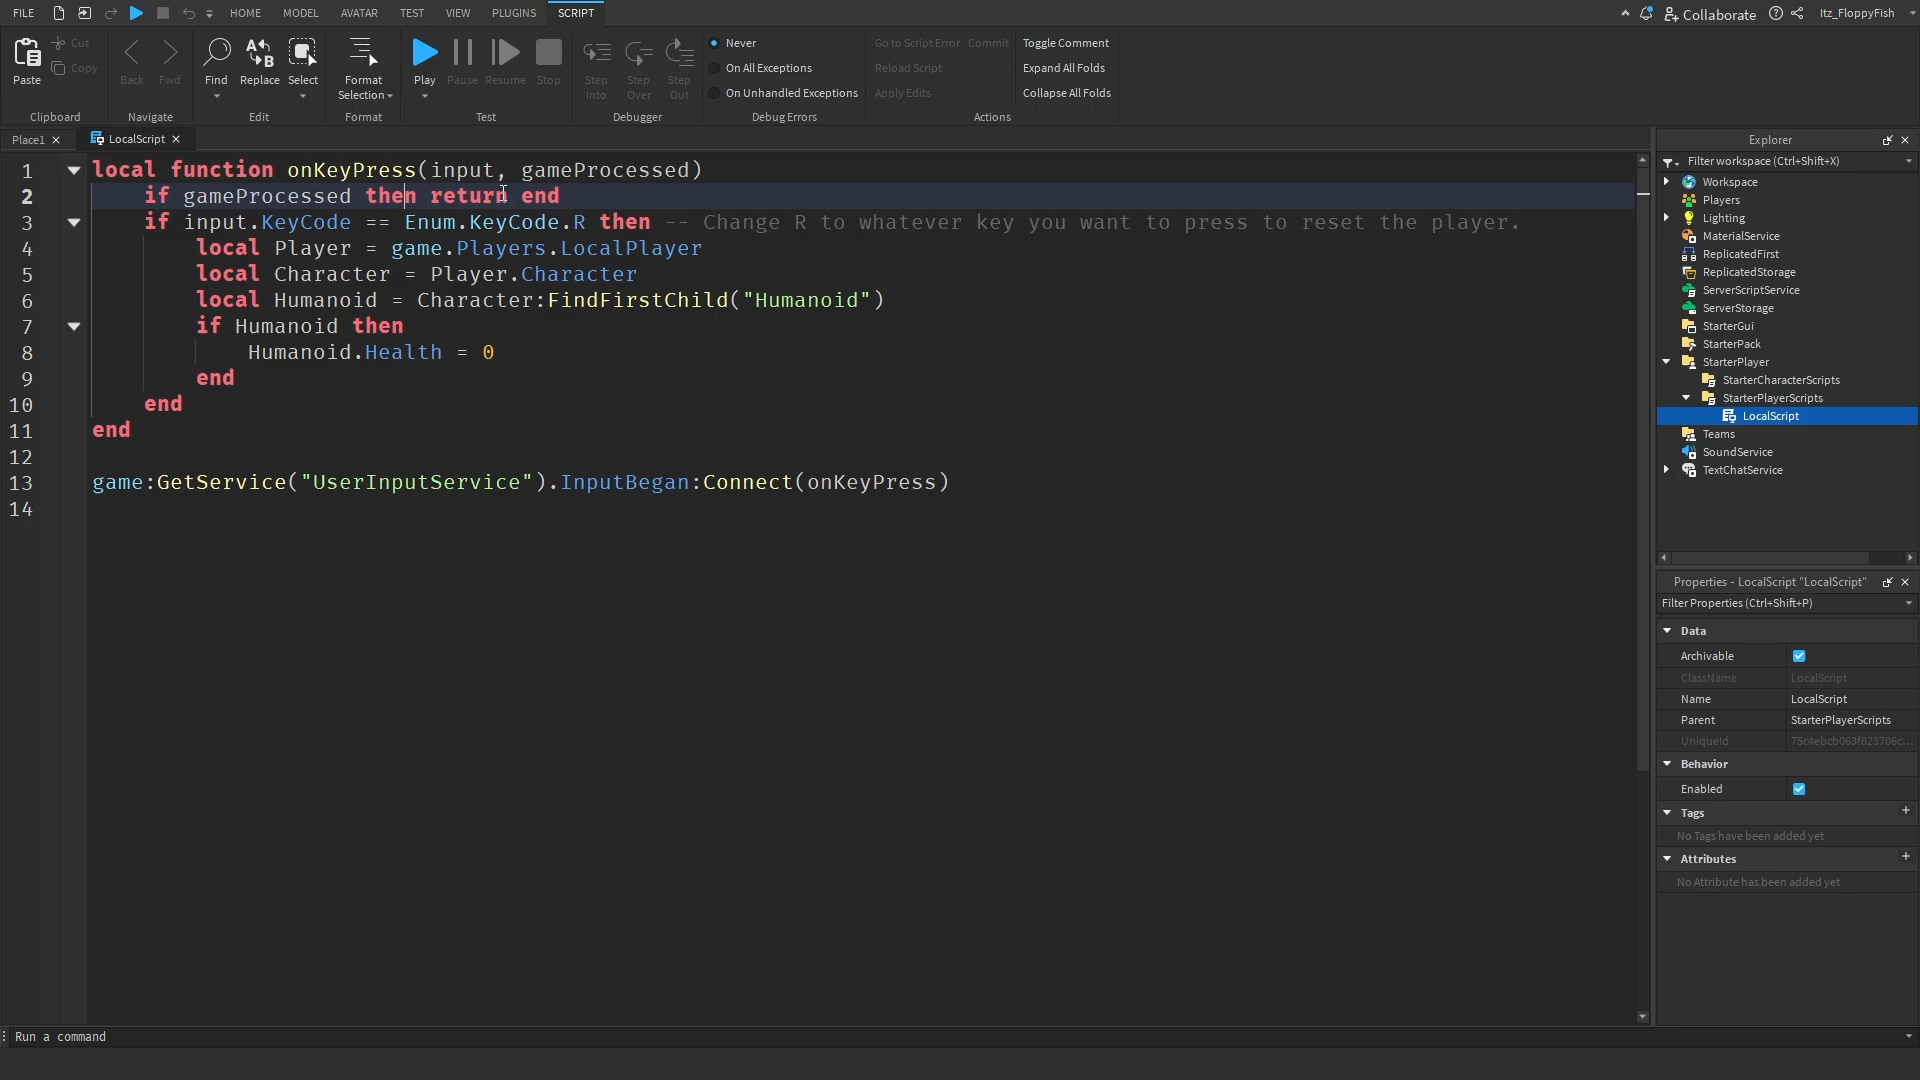 FILE HOME MODEL AVATAR TEST VIEW PLUGINS SCRIPT Collaborate Itz_FloppyFish
Paste Cut Copy
Clipboard
Back Fwd
Navigate
Find Replace Select
Edit
Format Selection
Format
Play Pause Resume Stop
Test
Step Into Step Over Step Out
Debugger
Never
On All Exceptions
On Unhandled Exceptions
Debug Errors
Go to Script Error Commit Toggle Comment
Reload Script Expand All Folds
Apply Edits Collapse All Folds
Actions
Place1 LocalScript
1 local function onKeyPress(input, gameProcessed)
2 if gameProcessed then return end
3 if input.KeyCode == Enum.KeyCode.R then -- Change R to whatever key you want to press to reset the player.
4 local Player = game.Players.LocalPlayer
5 local Character = Player.Character
6 local Humanoid = Character:FindFirstChild("Humanoid")
7 if Humanoid then
8 Humanoid.Health = 0
9 end
10 end
11 end
12
13 game:GetService("UserInputService").InputBegan:Connect(onKeyPress)
14
Explorer
Filter workspace (Ctrl+Shift+X)
Workspace
Players
Lighting
MaterialService
ReplicatedFirst
ReplicatedStorage
ServerScriptService
ServerStorage
StarterGui
StarterPack
StarterPlayer
StarterCharacterScripts
StarterPlayerScripts
LocalScript
Teams
SoundService
TextChatService
Properties - LocalScript "LocalScript"
Filter Properties (Ctrl+Shift+P)
Data
Archivable
ClassName LocalScript
Name LocalScript
Parent StarterPlayerScripts
UniqueId 75c4ebcb063f823706c...
Behavior
Enabled
Tags
No Tags have been added yet
Attributes
No Attribute has been added yet
Run a command